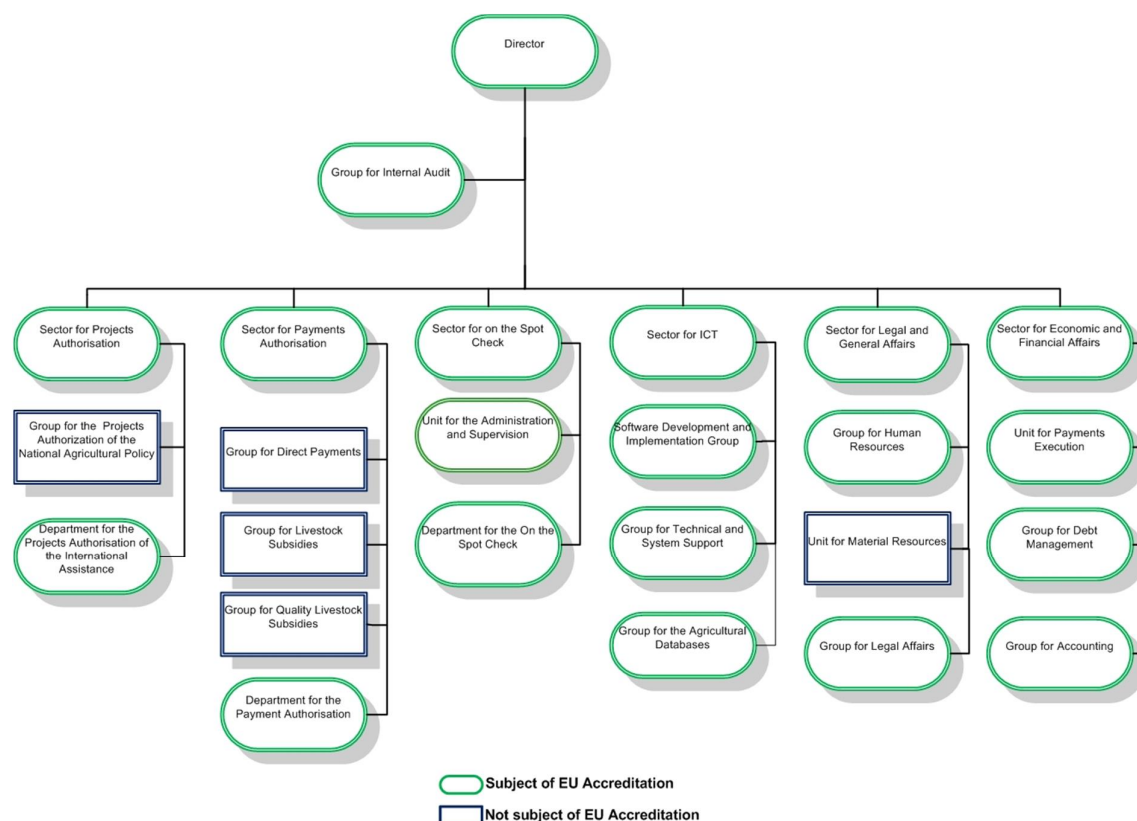 Director
Group for Internal Audit
Sector for Projects
Authorisation
Sector for Payments
Authorisation
Sector for on the Spot
Check
Sector for ICT
Sector for Legal and
General Affairs
Sector for Economic and
Financial Affairs
Group for the Projects
Authorization of the
National Agricultural Policy
Group for Direct Payments
Unit for the Administration
and Supervision
Software Development and
Implementation Group
Group for Human
Resources
Unit for Payments
Execution
Department for the
Projects Authorisation of
the International
Assistance
Group for Livestock
Subsidies
Department for the On the
Spot Check
Group for Technical and
System Support
Unit for Material Resources
Group for Debt
Management
Group for Quality Livestock
Subsidies
Group for the Agricultural
Databases
Group for Legal Affairs
Group for Accounting
Department for the
Payment Authorisation
Subject of EU Accreditation
Not subject of EU Accreditation